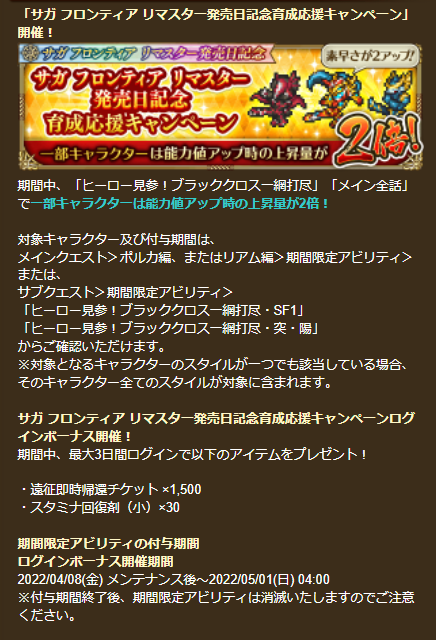 「サガ フロンティア リマスター発売日記念育成応援キャンペーン」
開催！
サガ フロンティア リマスター発売日記念
素早さが2アップ!
サガ フロンティア リマスター
発売日記念
育成応援キャンペーン
一部キャラクターは能力値アップ時の上昇量が
2倍!
期間中、「ヒーロー見参！ブラッククロス一網打尽」「メイン全話」
で一部キャラクターは能力値アップ時の上昇量が2倍！
対象キャラクター及び付与期間は、
メインクエスト＞ポルカ編、またはリアム編＞期間限定アビリティ＞
または、
サブクエスト＞期間限定アビリティ＞
「ヒーロー見参！ブラッククロス一網打尽・SF1」
「ヒーロー見参！ブラッククロス一網打尽・突・陽」
からご確認いただけます。
※対象となるキャラクターのスタイルが一つでも該当している場合、
そのキャラクター全てのスタイルが対象に含まれます。
サガ フロンティア リマスター発売日記念育成応援キャンペーンログ
インボーナス開催！
期間中、最大3日間ログインで以下のアイテムをプレゼント！
・遠征即時帰還チケット ×1,500
・スタミナ回復剤（小）×30
期間限定アビリティの付与期間
ログインボーナス開催期間
2022/04/08(金) メンテナンス後～2022/05/01(日) 04:00
※付与期間終了後、期間限定アビリティは消滅いたしますのでご注意
ください。